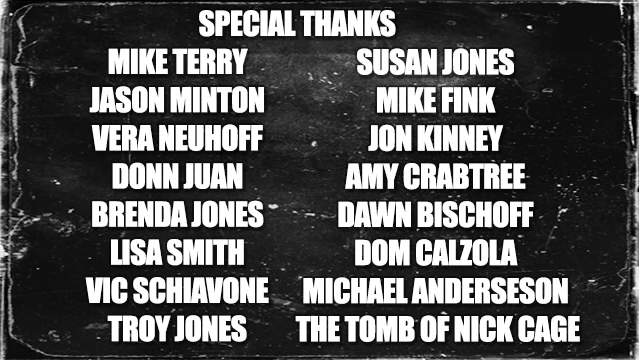 SPECIAL THANKS
MIKE TERRY
JASON MINTON
VERA NEUHOFF
DONN JUAN
BRENDA JONES
LISA SMITH
VIC SCHIAVONE
TROY JONES
SUSAN JONES
MIKE FINK
JON KINNEY
AMY CRABTREE
DAWN BISCHOFF
DOM CALZOLA
MICHAEL ANDERSESON
THE TOMB OF NICK CAGE